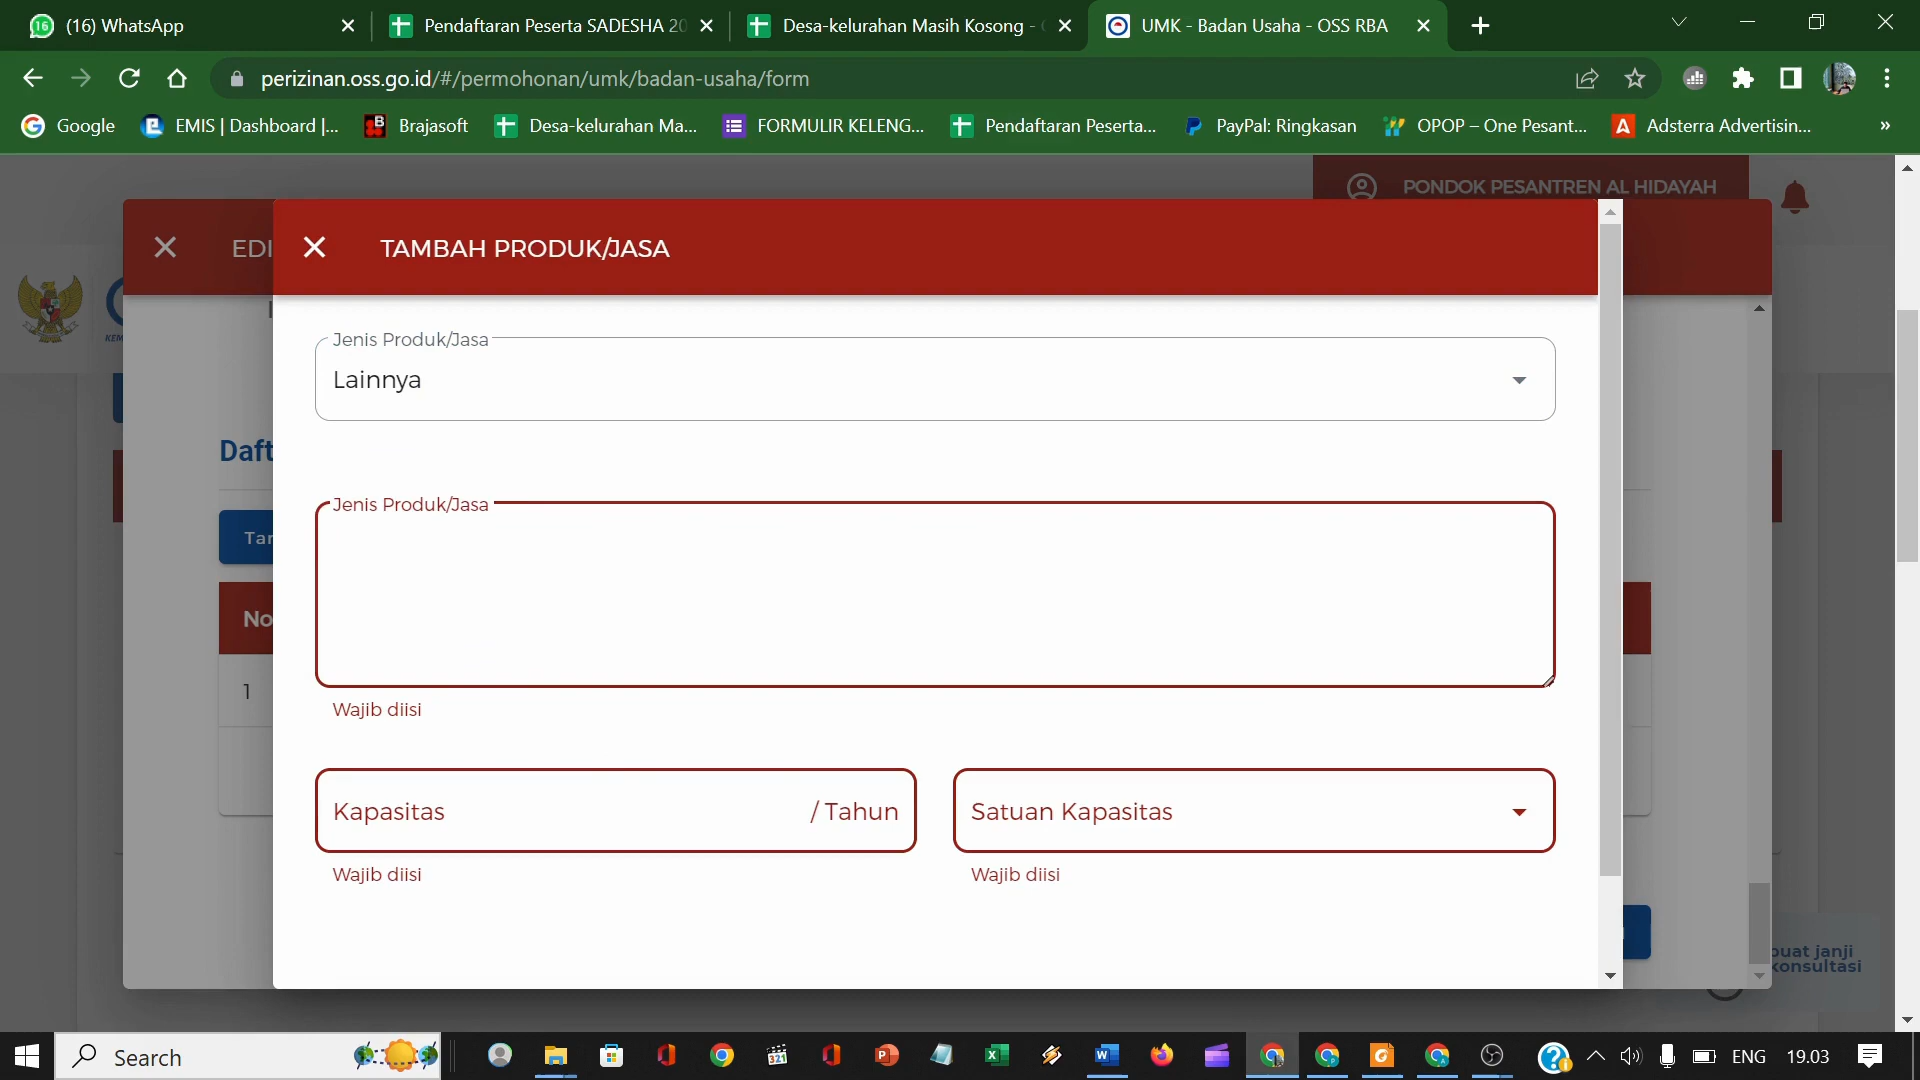 (16) WhatsApp
Pendaftaran Peserta SADESHA 20
Desa-kelurahan Masih Kosong -
UMK - Badan Usaha - OSS RBA
perizinan.oss.go.id/#/permohonan/umk/badan-usaha/form
Google
EMIS | Dashboard |...
Brajasoft
Desa-kelurahan Ma...
FORMULIR KELENG...
Pendaftaran Peserta...
PayPal: Ringkasan
OPOP – One Pesant...
Adsterra Advertisin...
»
PONDOK PESANTREN AL HIDAYAH
EDI
TAMBAH PRODUK/JASA
Jenis Produk/Jasa
Lainnya
Daft
Jenis Produk/Jasa
Tar
No
1
Wajib diisi
Kapasitas
/ Tahun
Satuan Kapasitas
Wajib diisi
Wajib diisi
buat janji
konsultasi
Search
ENG
19.03